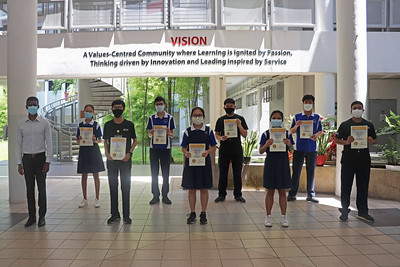 VISION
A Values-Centred Community where Learning is Ignited by Passion,
Thinking driven by Innovation and Leading inspired by Service